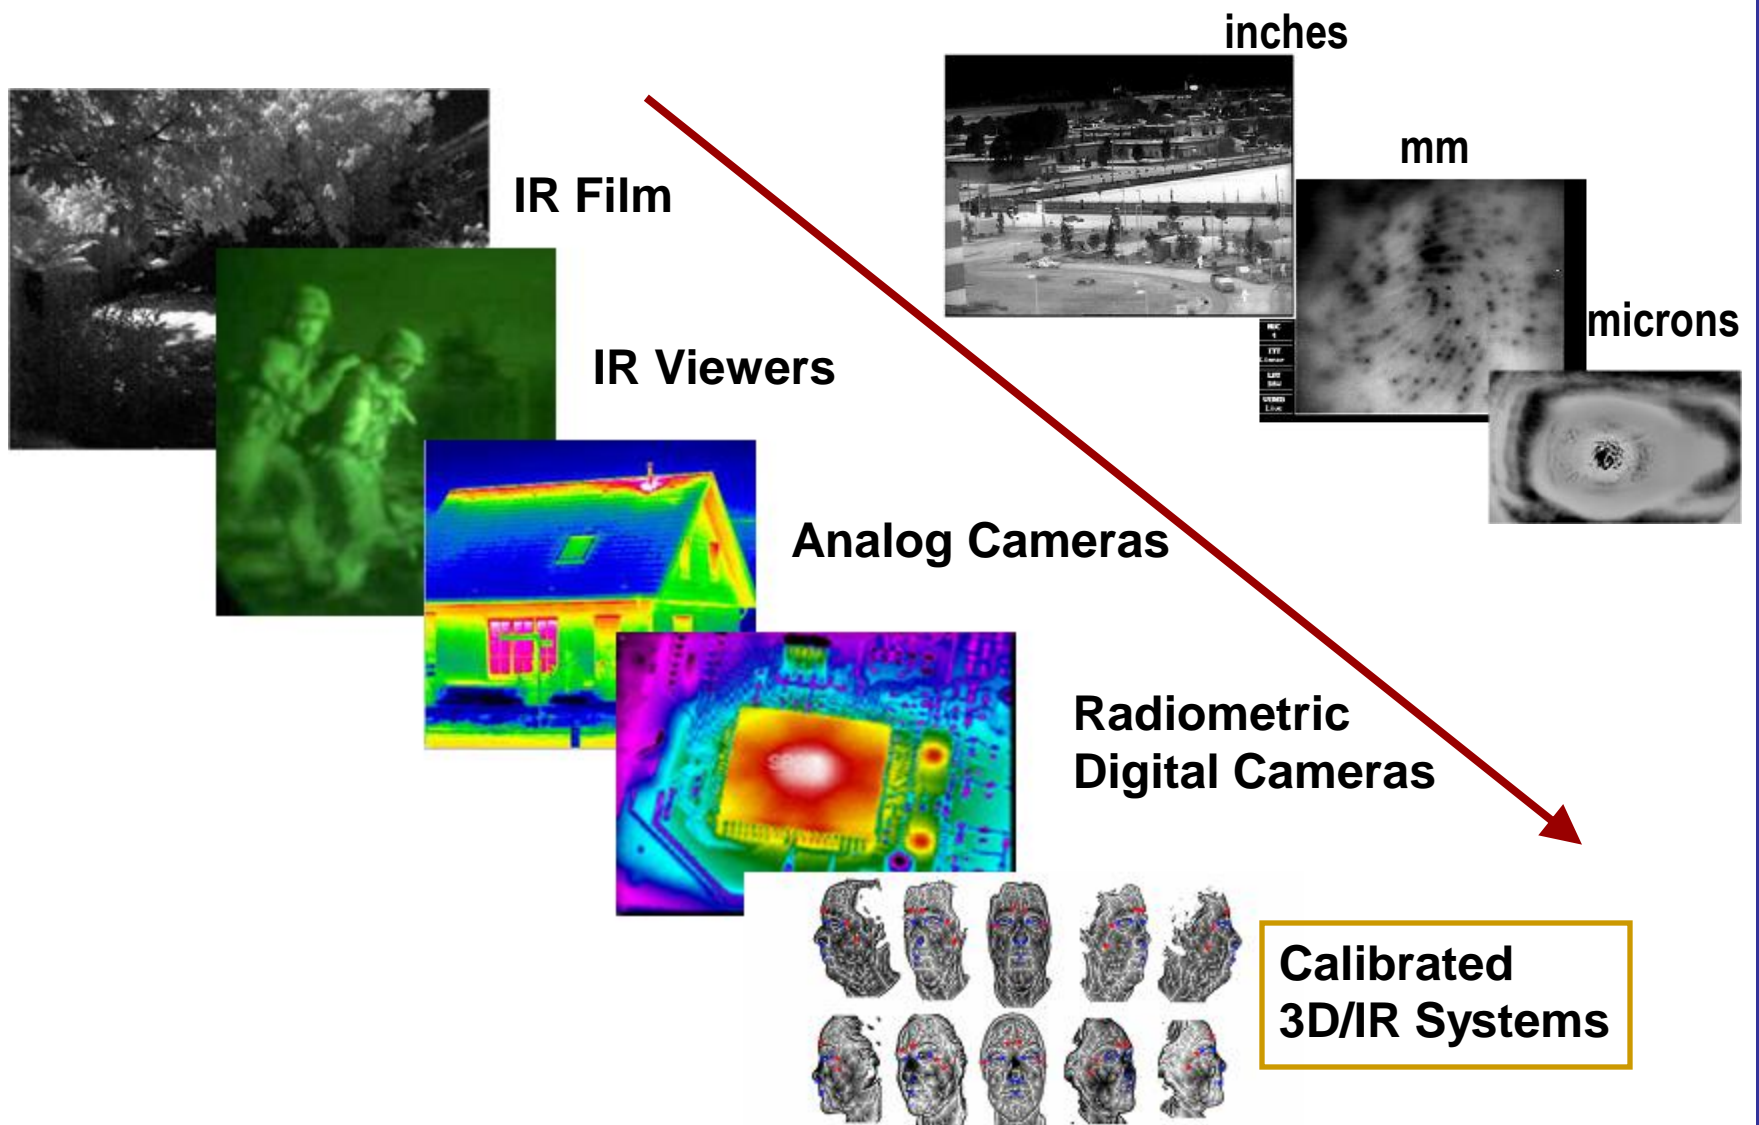 inches
mm
IR Film
microns
IR Viewers
Analog Cameras
Radiometric
Digital Cameras
Calibrated
3D/IR Systems